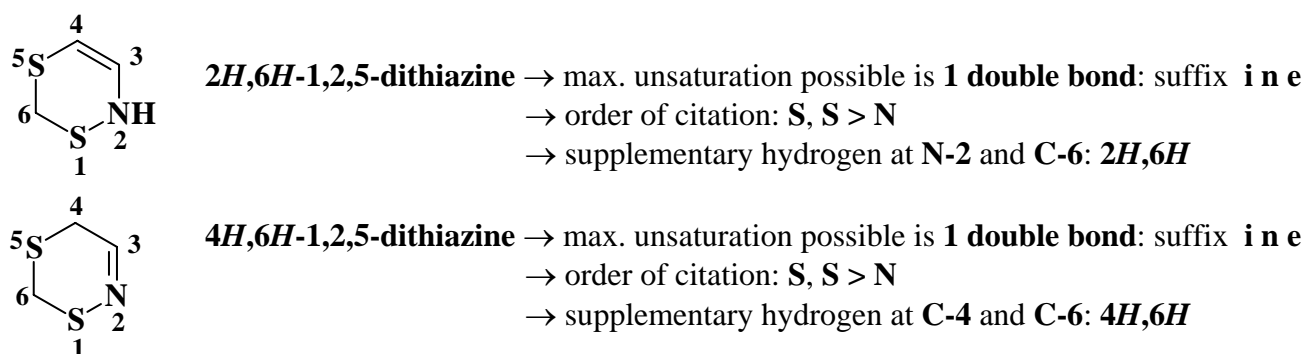 4
5 S 3
6 NH
S 2
1
2H,6H-1,2,5-dithiazine → max. unsaturation possible is 1 double bond: suffix i n e
→ order of citation: S, S > N
→ supplementary hydrogen at N-2 and C-6: 2H,6H
4
5 S 3
6 N
S 2
1
4H,6H-1,2,5-dithiazine → max. unsaturation possible is 1 double bond: suffix i n e
→ order of citation: S, S > N
→ supplementary hydrogen at C-4 and C-6: 4H,6H